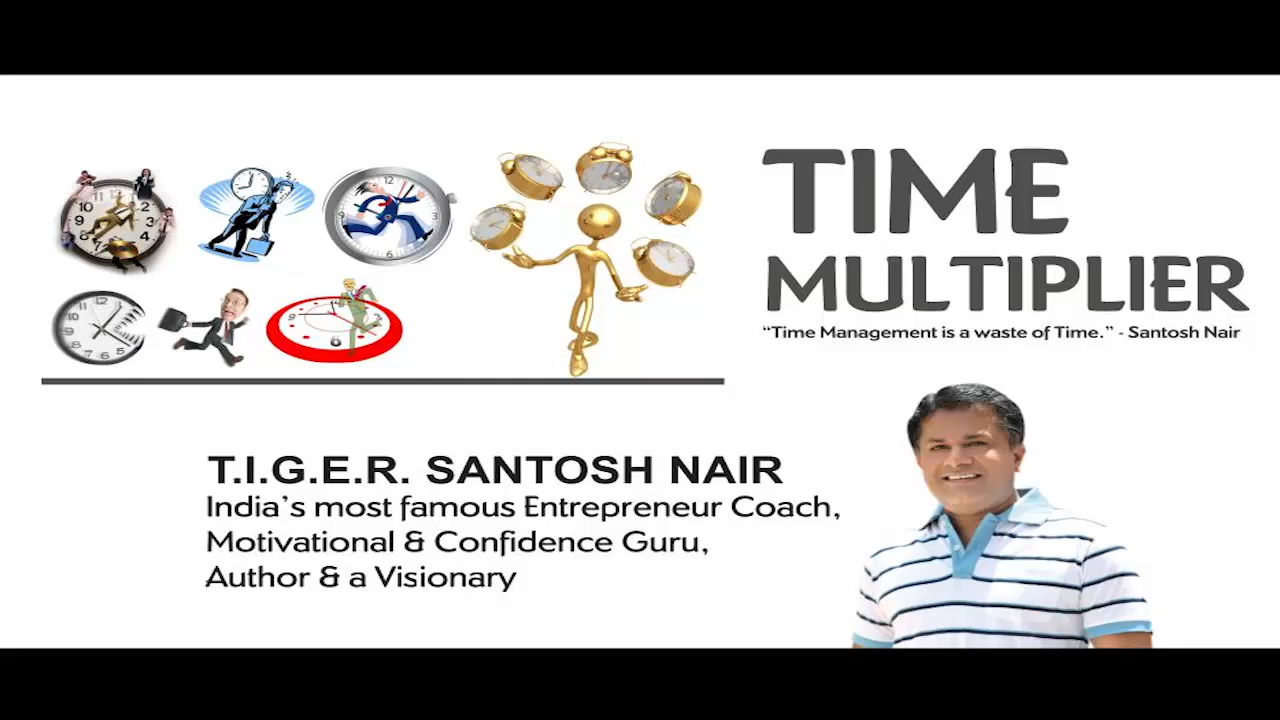 TIME
MULTIPLIER
“Time Management is a waste of Time.” - Santosh Nair
T.I.G.E.R. SANTOSH NAIR
India’s most famous Entrepreneur Coach,
Motivational & Confidence Guru,
Author & a Visionary